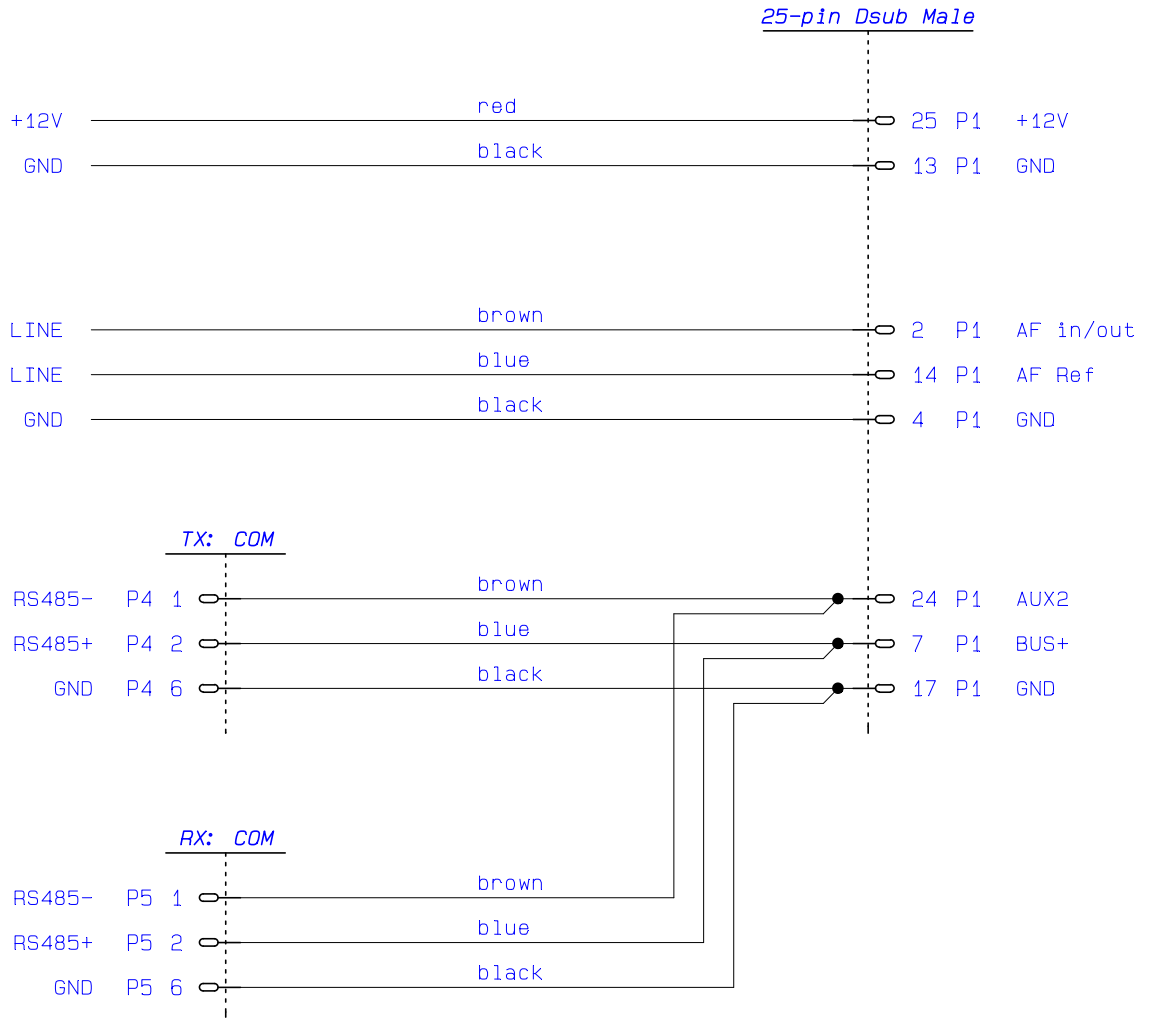 25-pin Dsub Male
red
+12V 25 P1 +12V
black
GND 13 P1 GND
brown
LINE 2 P1 AF in/out
blue
LINE 14 P1 AF Ref
black
GND 4 P1 GND
TX: COM
brown
RS485- P4 1 24 P1 AUX2
blue
RS485+ P4 2 7 P1 BUS+
black
GND P4 6 17 P1 GND
RX: COM
brown
RS485- P5 1
blue
RS485+ P5 2
black
GND P5 6